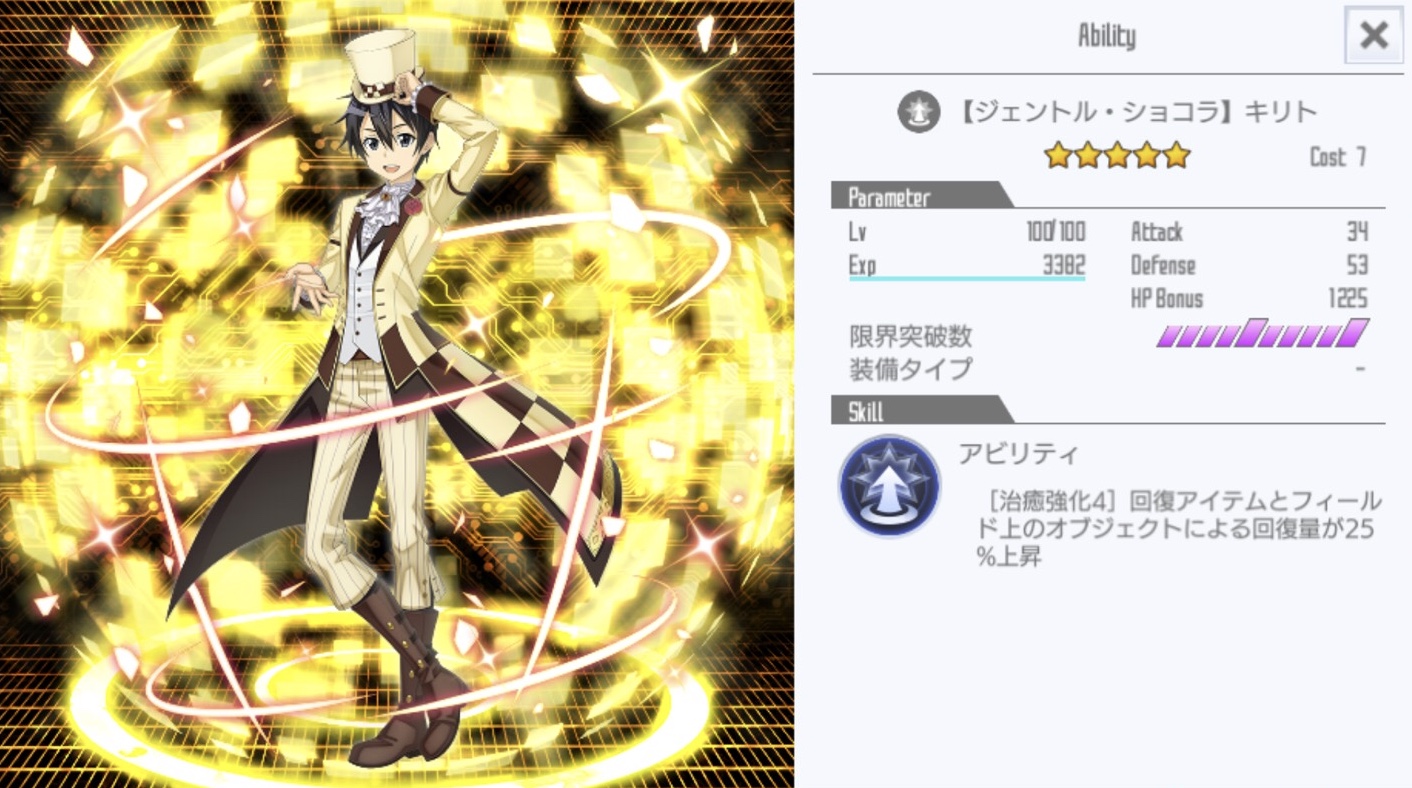 Ability
【ジェントル・ショコラ】キリト
Cost 7
Parameter
Lv 100/100 Attack 34
Exp 3382 Defense 53
HP Bonus 1225
限界突破数
装備タイプ -
Skill
アビリティ
［治癒強化4］回復アイテムとフィール
ド上のオブジェクトによる回復量が25
%上昇